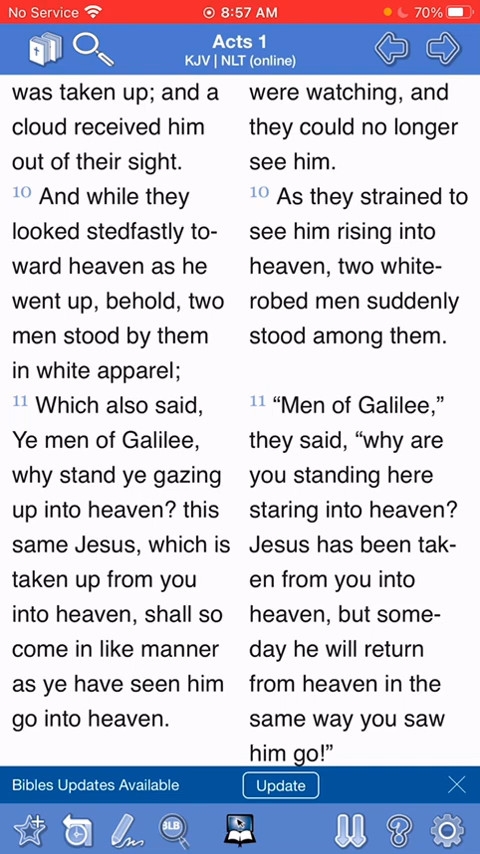 No Service 8:57 AM 70%
Acts 1
KJV | NLT (online)
was taken up; and a
cloud received him
out of their sight.
10 And while they
looked stedfastly to-
ward heaven as he
went up, behold, two
men stood by them
in white apparel;
11 Which also said,
Ye men of Galilee,
why stand ye gazing
up into heaven? this
same Jesus, which is
taken up from you
into heaven, shall so
come in like manner
as ye have seen him
go into heaven.
were watching, and
they could no longer
see him.
10 As they strained to
see him rising into
heaven, two white-
robed men suddenly
stood among them.
11 “Men of Galilee,”
they said, “why are
you standing here
staring into heaven?
Jesus has been tak-
en from you into
heaven, but some-
day he will return
from heaven in the
same way you saw
him go!”
Bibles Updates Available Update
BLB